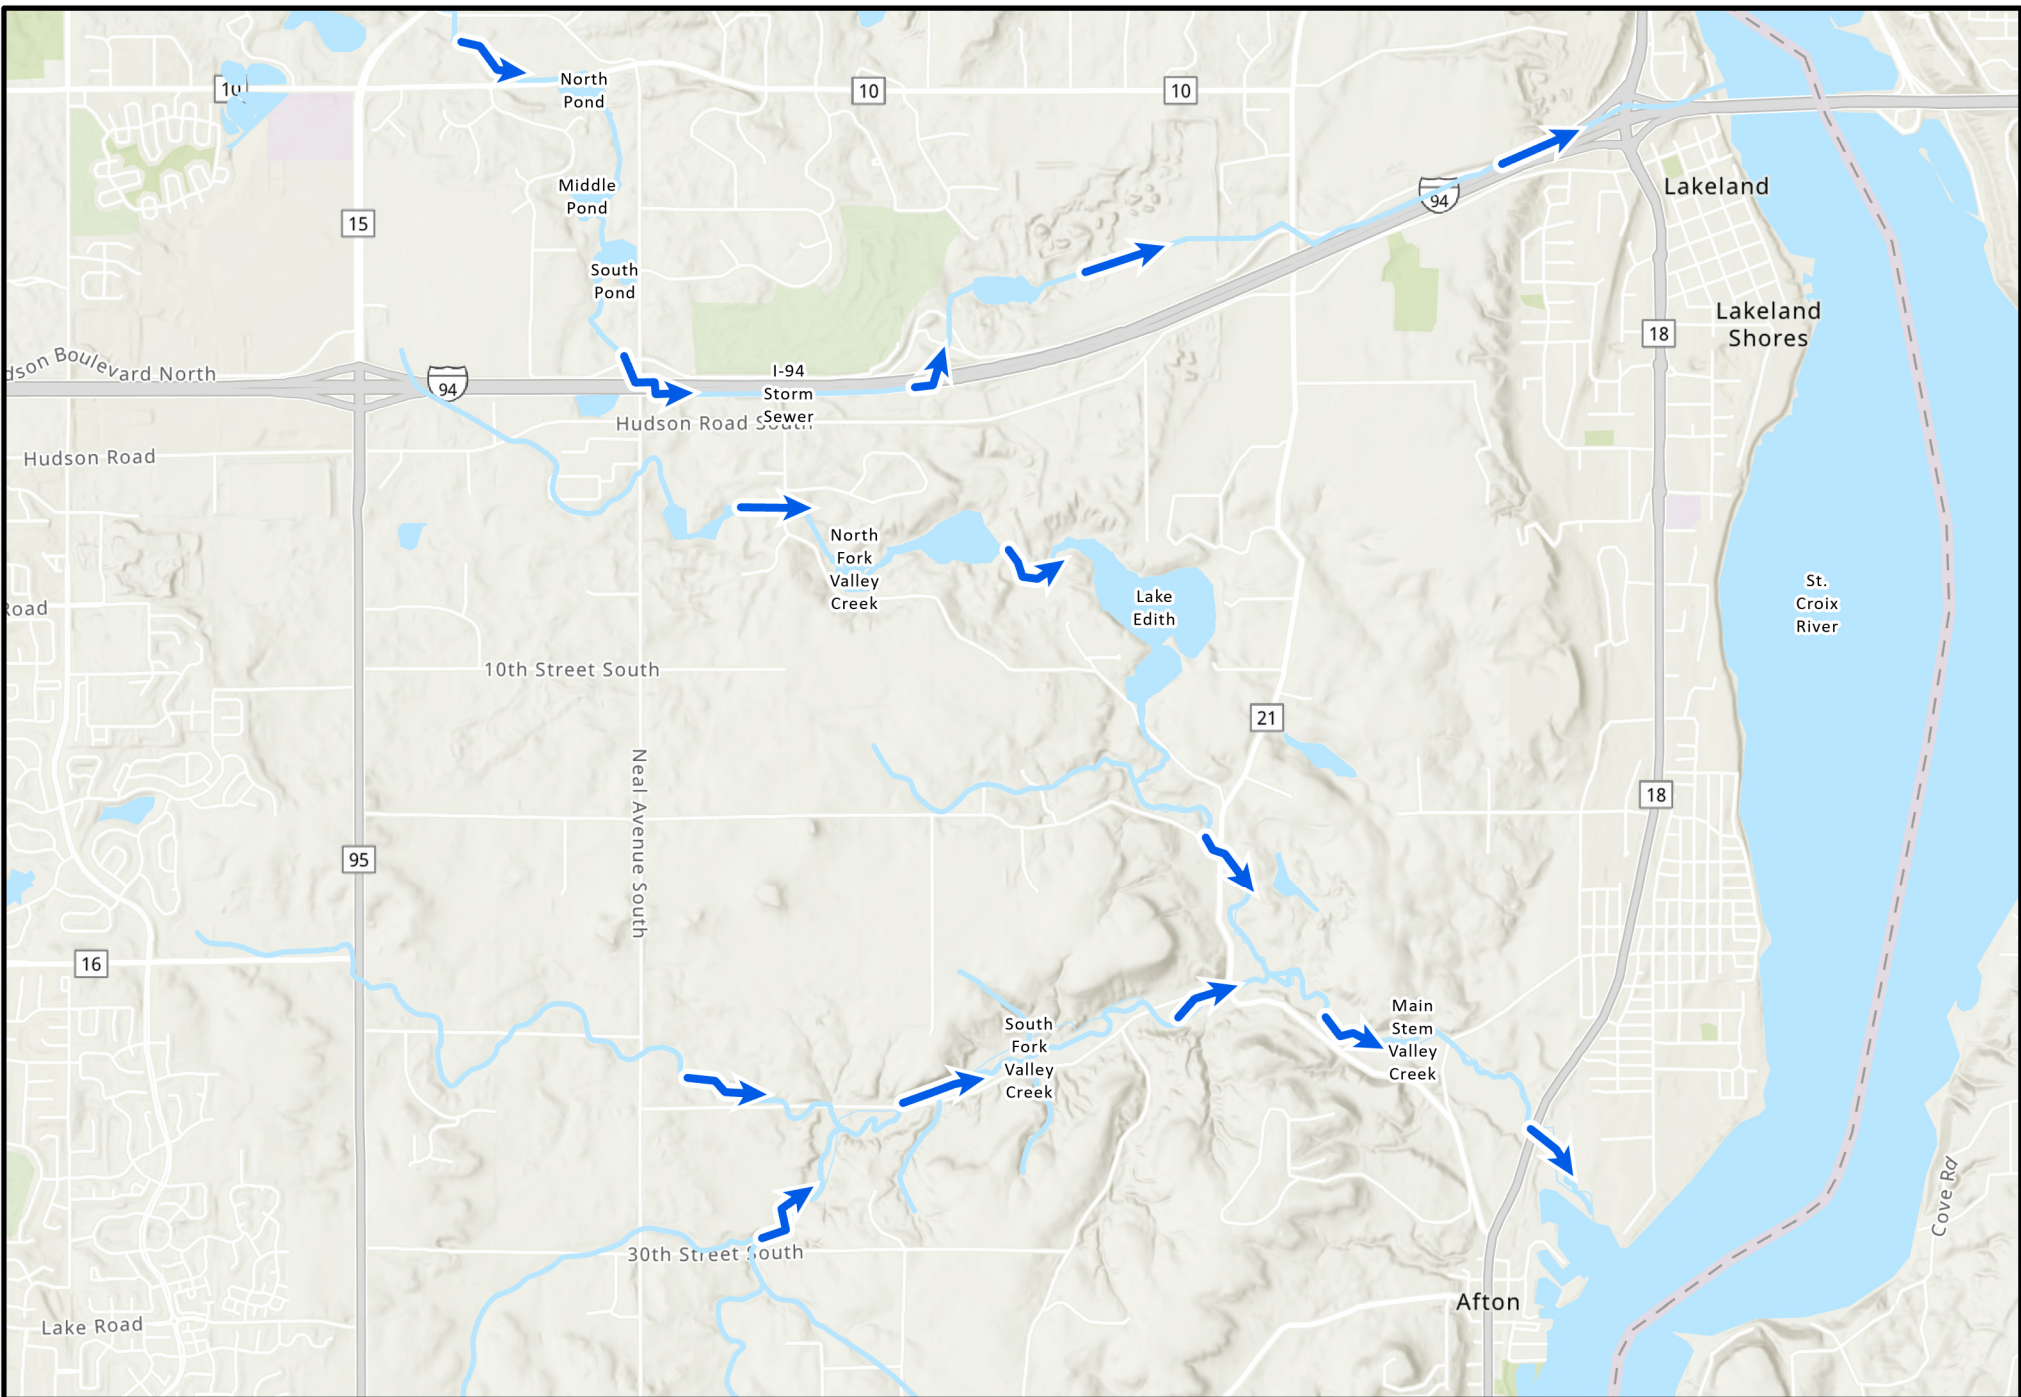 North
Pond
10
10
10
Middle
Pond
Lakeland
94
15
South
Pond
Lakeland
Shores
18
dson Boulevard North
94
I-94
Storm
Sewer
Hudson Road South
Hudson Road
North
Fork
Valley
Creek
Lake
Edith
St.
Croix
River
Road
10th Street South
21
Neal Avenue South
18
95
16
South
Fork
Valley
Creek
Main
Stem
Valley
Creek
Cove Rd
30th Street South
Afton
Lake Road